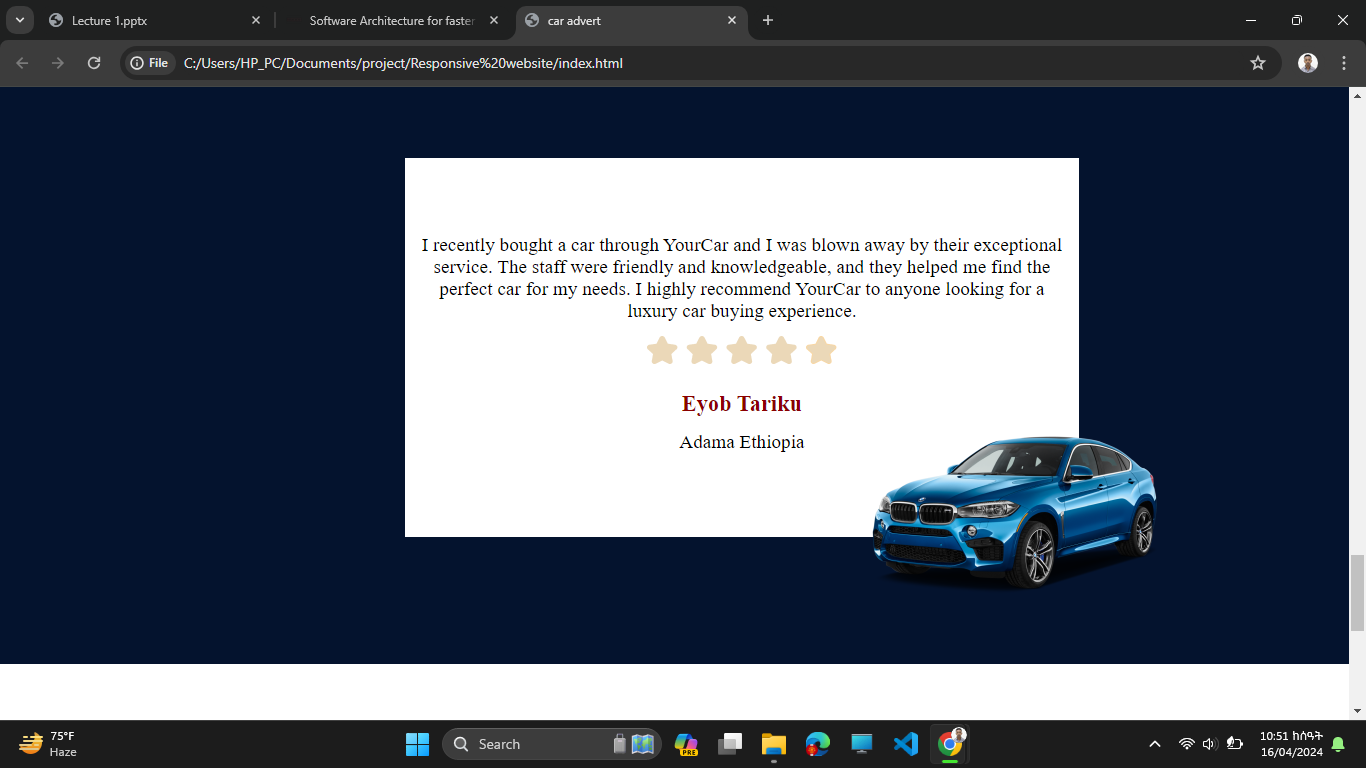 Lecture 1.pptx
Software Architecture for faster
car advert
File
C:/Users/HP_PC/Documents/project/Responsive%20website/index.html
I recently bought a car through YourCar and I was blown away by their exceptional
service. The staff were friendly and knowledgeable, and they helped me find the
perfect car for my needs. I highly recommend YourCar to anyone looking for a
luxury car buying experience.
Eyob Tariku
Adama Ethiopia
75°F
Haze
Search
PRE
10:51 ከሰዓት
16/04/2024